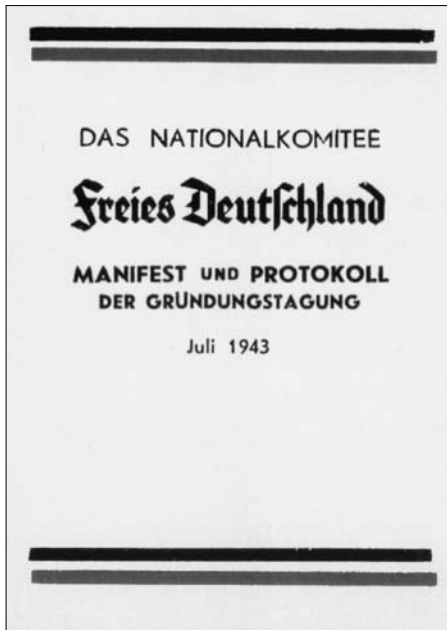 DAS NATIONALKOMITEE
Freies Deutſchland
MANIFEST UND PROTOKOLL
DER GRÜNDUNGSTAGUNG
Juli 1943